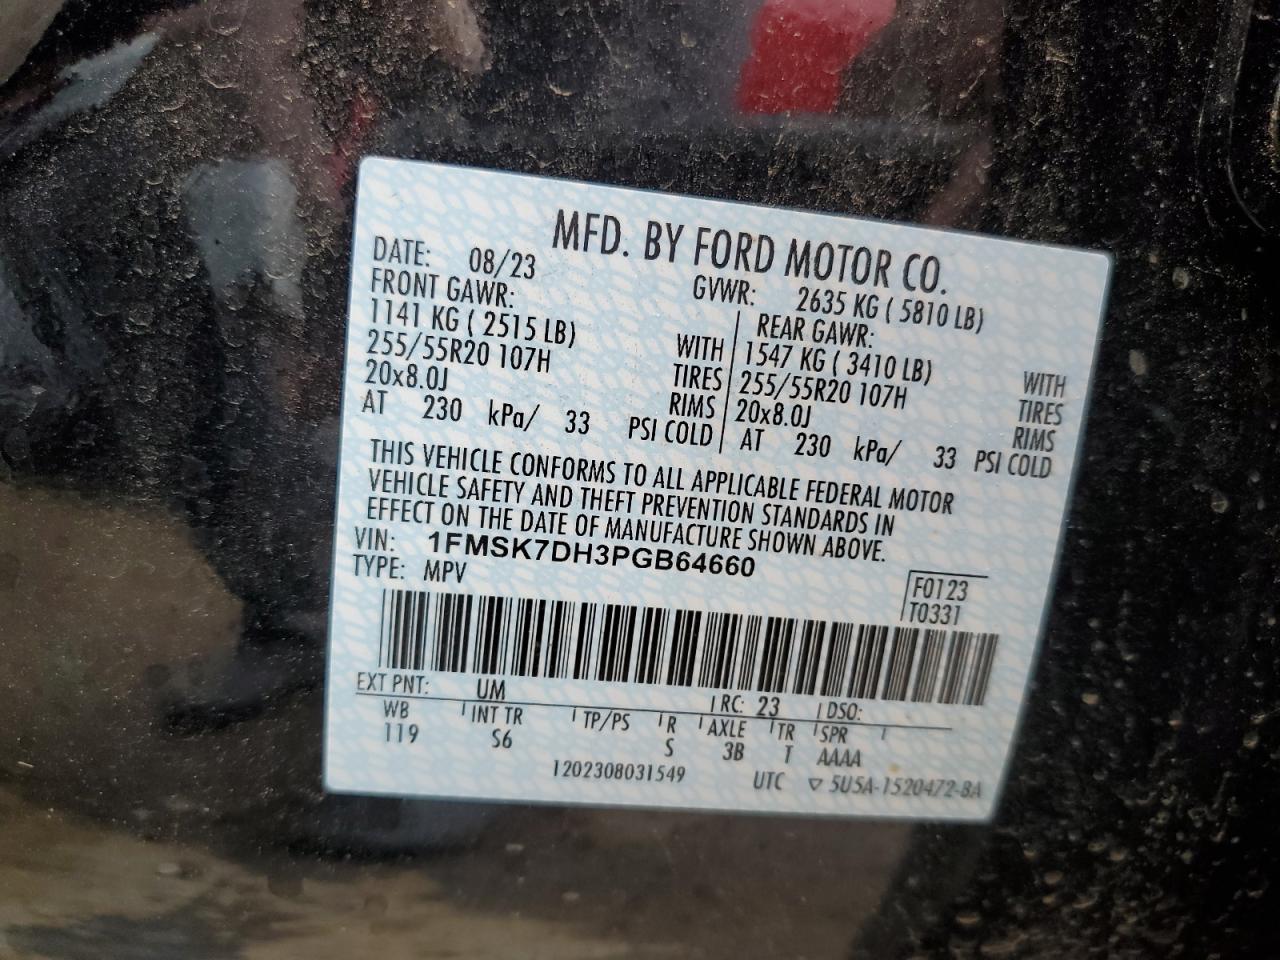 MFD. BY FORD MOTOR CO.
DATE: 08/23 GVWR: 2635 KG ( 5810 LB)
FRONT GAWR: REAR GAWR:
1141 KG ( 2515 LB) WITH 1547 KG ( 3410 LB) WITH
255/55R20 107H TIRES 255/55R20 107H TIRES
20x8.0J RIMS 20x8.0J RIMS
AT 230 kPa/ 33 PSI COLD AT 230 kPa/ 33 PSI COLD
THIS VEHICLE CONFORMS TO ALL APPLICABLE FEDERAL MOTOR
VEHICLE SAFETY AND THEFT PREVENTION STANDARDS IN
EFFECT ON THE DATE OF MANUFACTURE SHOWN ABOVE.
VIN: 1FMSK7DH3PGB64660
TYPE: MPV
F0123
T0331
EXT PNT: UM RC: 23 DSO:
WB INT TR TP/PS R AXLE TR SPR
119 S6 S 3B T AAAA
1202308031549 UTC ▽ 5U5A-1520472-BA